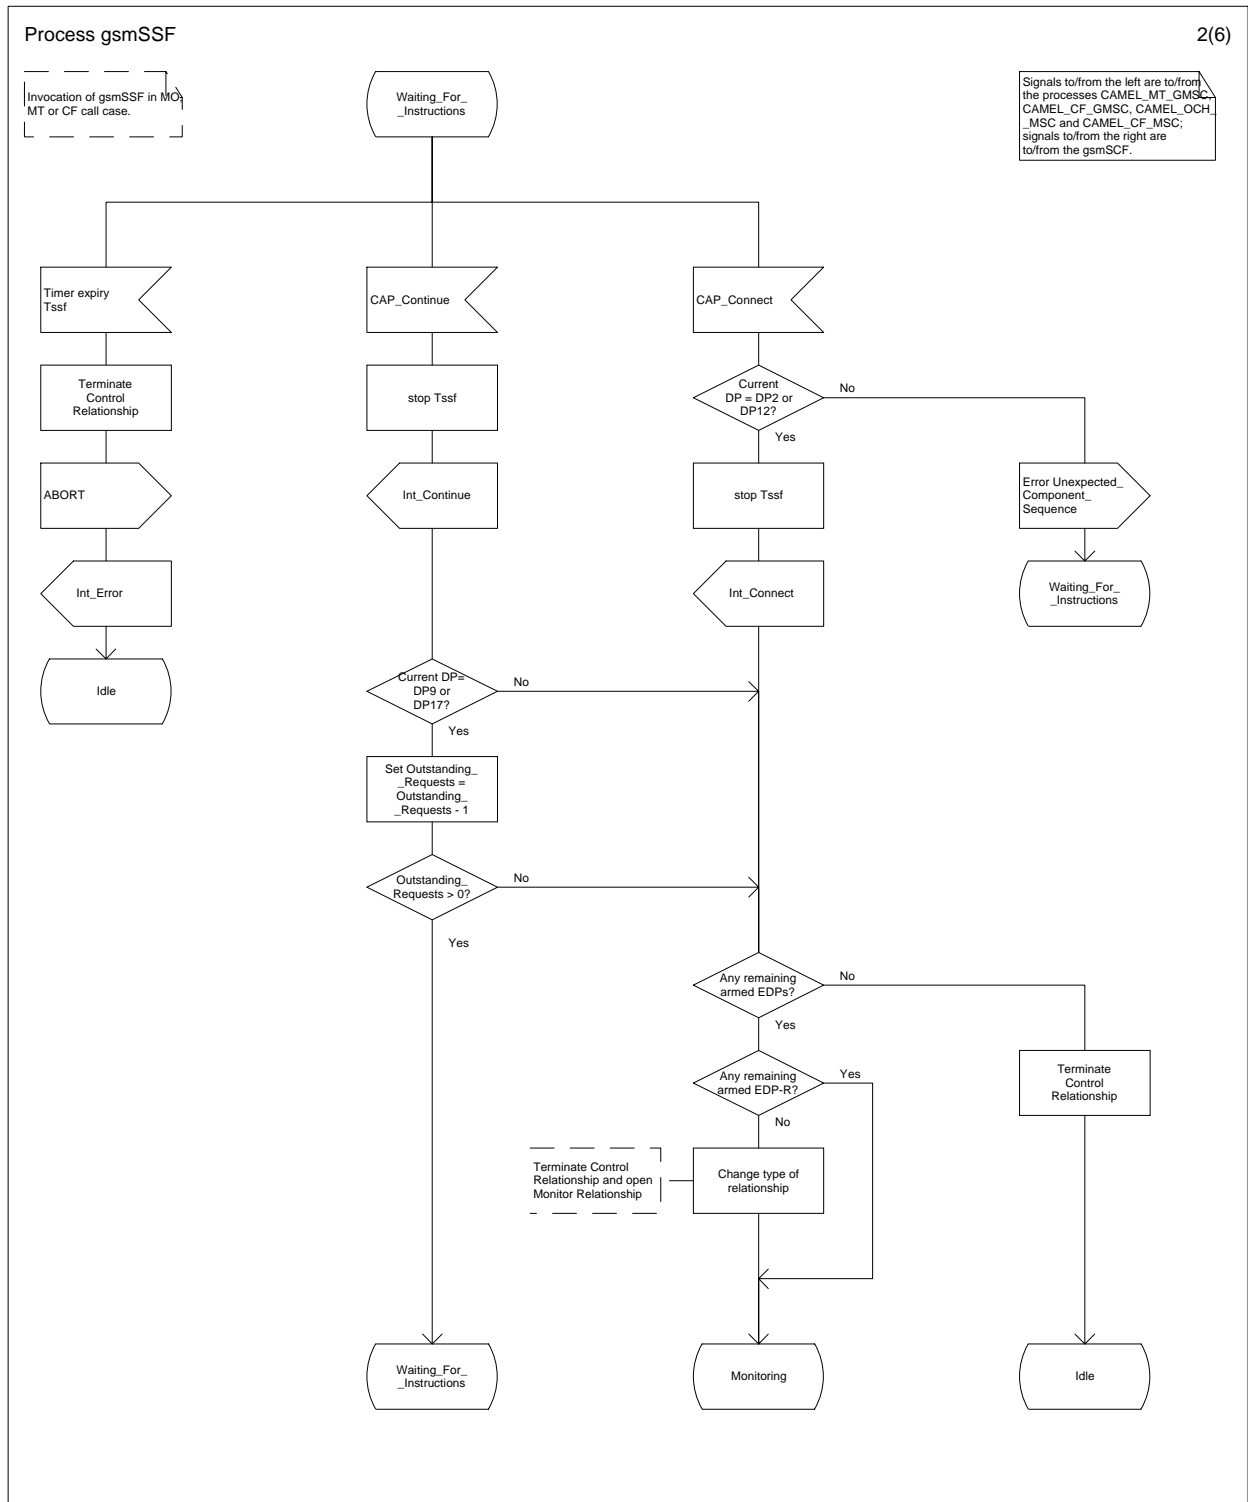 Process gsmSSF
2(6)
Invocation of gsmSSF in MO,
MT or CF call case.
Waiting_For_
_Instructions
Signals to/from the left are to/from
the processes CAMEL_MT_GMSC,
CAMEL_CF_GMSC, CAMEL_OCH_
_MSC and CAMEL_CF_MSC;
signals to/from the right are
to/from the gsmSCF.
Timer expiry
Tssf
CAP_Continue
CAP_Connect
Terminate
Control
Relationship
stop Tssf
Current
DP = DP2 or
DP12?
No
Yes
ABORT
Int_Continue
stop Tssf
Error Unexpected_
Component_
Sequence
Int_Error
Int_Connect
Waiting_For_
_Instructions
Idle
Current DP=
DP9 or
DP17?
No
Yes
Set Outstanding_
_Requests =
Outstanding_
_Requests - 1
Outstanding_
Requests > 0?
No
Yes
Any remaining
armed EDPs?
No
Yes
Any remaining
armed EDP-R?
Yes
No
Terminate
Control
Relationship
Terminate Control
Relationship and open
Monitor Relationship
Change type of
relationship
Waiting_For_
_Instructions
Monitoring
Idle